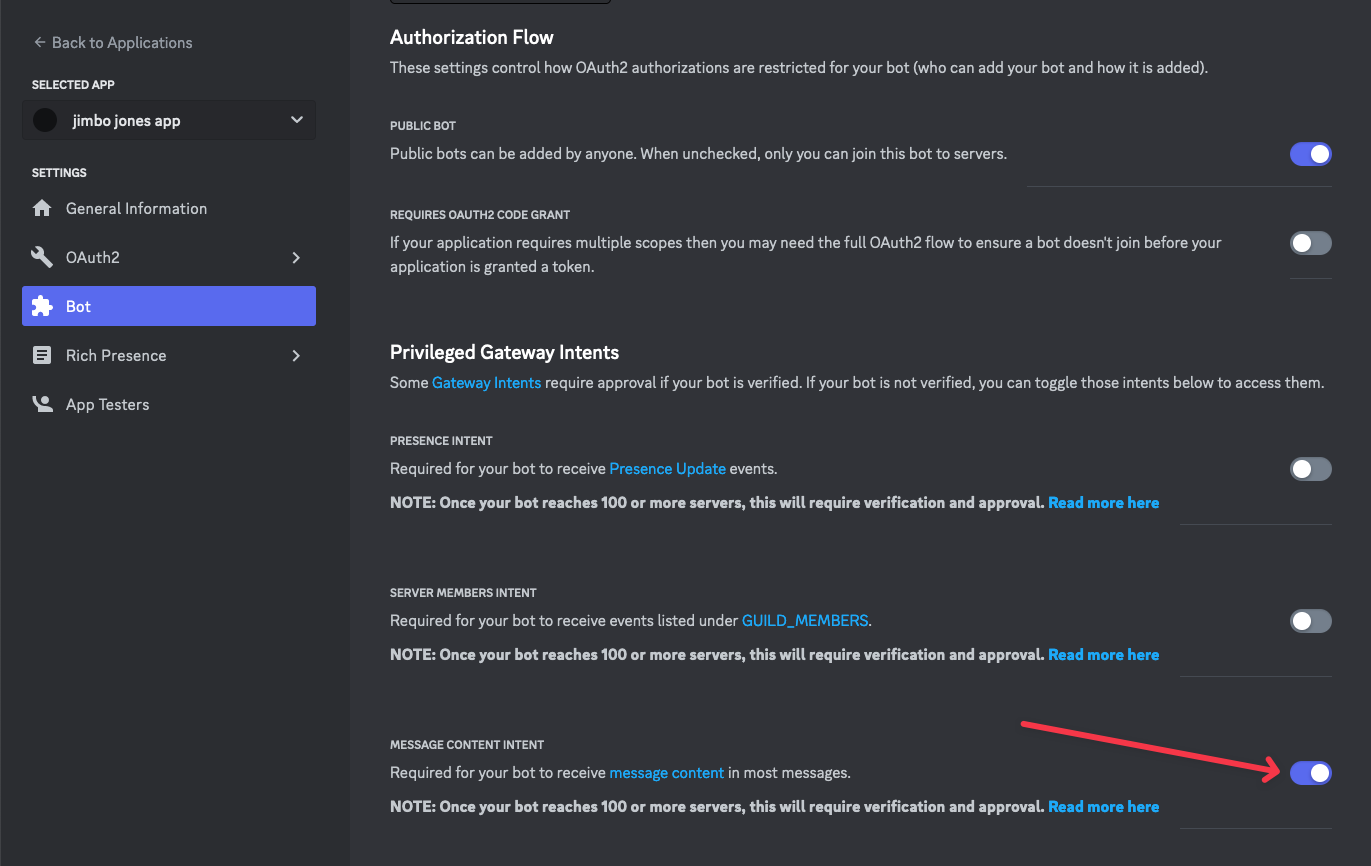 Back to Applications
SELECTED APP
jimbo jones app
SETTINGS
General Information
OAuth2
Bot
Rich Presence
App Testers
Authorization Flow
These settings control how OAuth2 authorizations are restricted for your bot (who can add your bot and how it is added).
PUBLIC BOT
Public bots can be added by anyone. When unchecked, only you can join this bot to servers.
REQUIRES OAUTH2 CODE GRANT
If your application requires multiple scopes then you may need the full OAuth2 flow to ensure a bot doesn't join before your
application is granted a token.
Privileged Gateway Intents
Some Gateway Intents require approval if your bot is verified. If your bot is not verified, you can toggle those intents below to access them.
PRESENCE INTENT
Required for your bot to receive Presence Update events.
NOTE: Once your bot reaches 100 or more servers, this will require verification and approval. Read more here
SERVER MEMBERS INTENT
Required for your bot to receive events listed under GUILD_MEMBERS.
NOTE: Once your bot reaches 100 or more servers, this will require verification and approval. Read more here
MESSAGE CONTENT INTENT
Required for your bot to receive message content in most messages.
NOTE: Once your bot reaches 100 or more servers, this will require verification and approval. Read more here